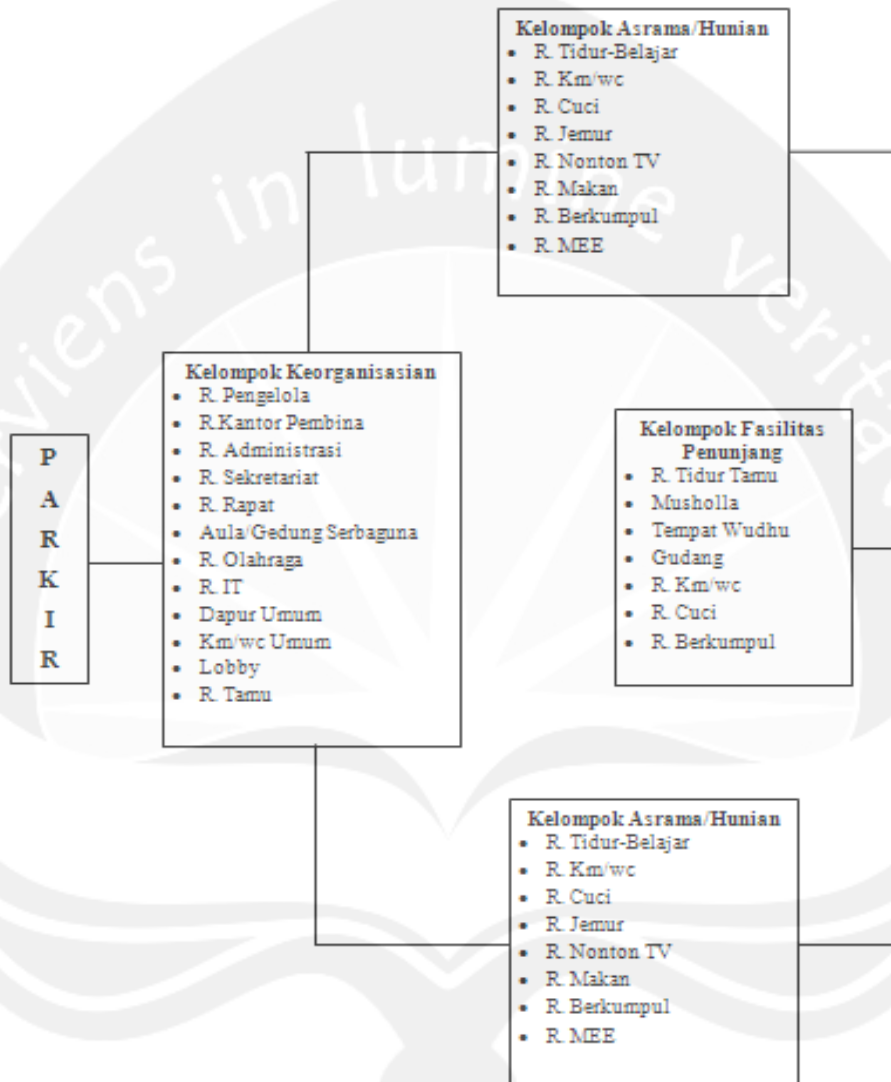 Kelompok Asrama/Hunian
• R. Tidur-Belajar
• R. Km/wc
• R. Cuci
• R. Jemur
• R. Nonton TV
• R. Makan
• R. Berkumpul
• R. MEE
Kelompok Keorganisasian
• R. Pengelola
• R.Kantor Pembina
• R. Administrasi
• R. Sekretariat
• R. Rapat
• Aula/Gedung Serbaguna
• R. Olahraga
• R. IT
• Dapur Umum
• Km/wc Umum
• Lobby
• R. Tamu
P
A
R
K
I
R
Kelompok Fasilitas
Penunjang
• R. Tidur Tamu
• Musholla
• Tempat Wudhu
• Gudang
• R. Km/wc
• R. Cuci
• R. Berkumpul
Kelompok Asrama/Hunian
• R. Tidur-Belajar
• R. Km/wc
• R. Cuci
• R. Jemur
• R. Nonton TV
• R. Makan
• R. Berkumpul
• R. MEE
in lumine